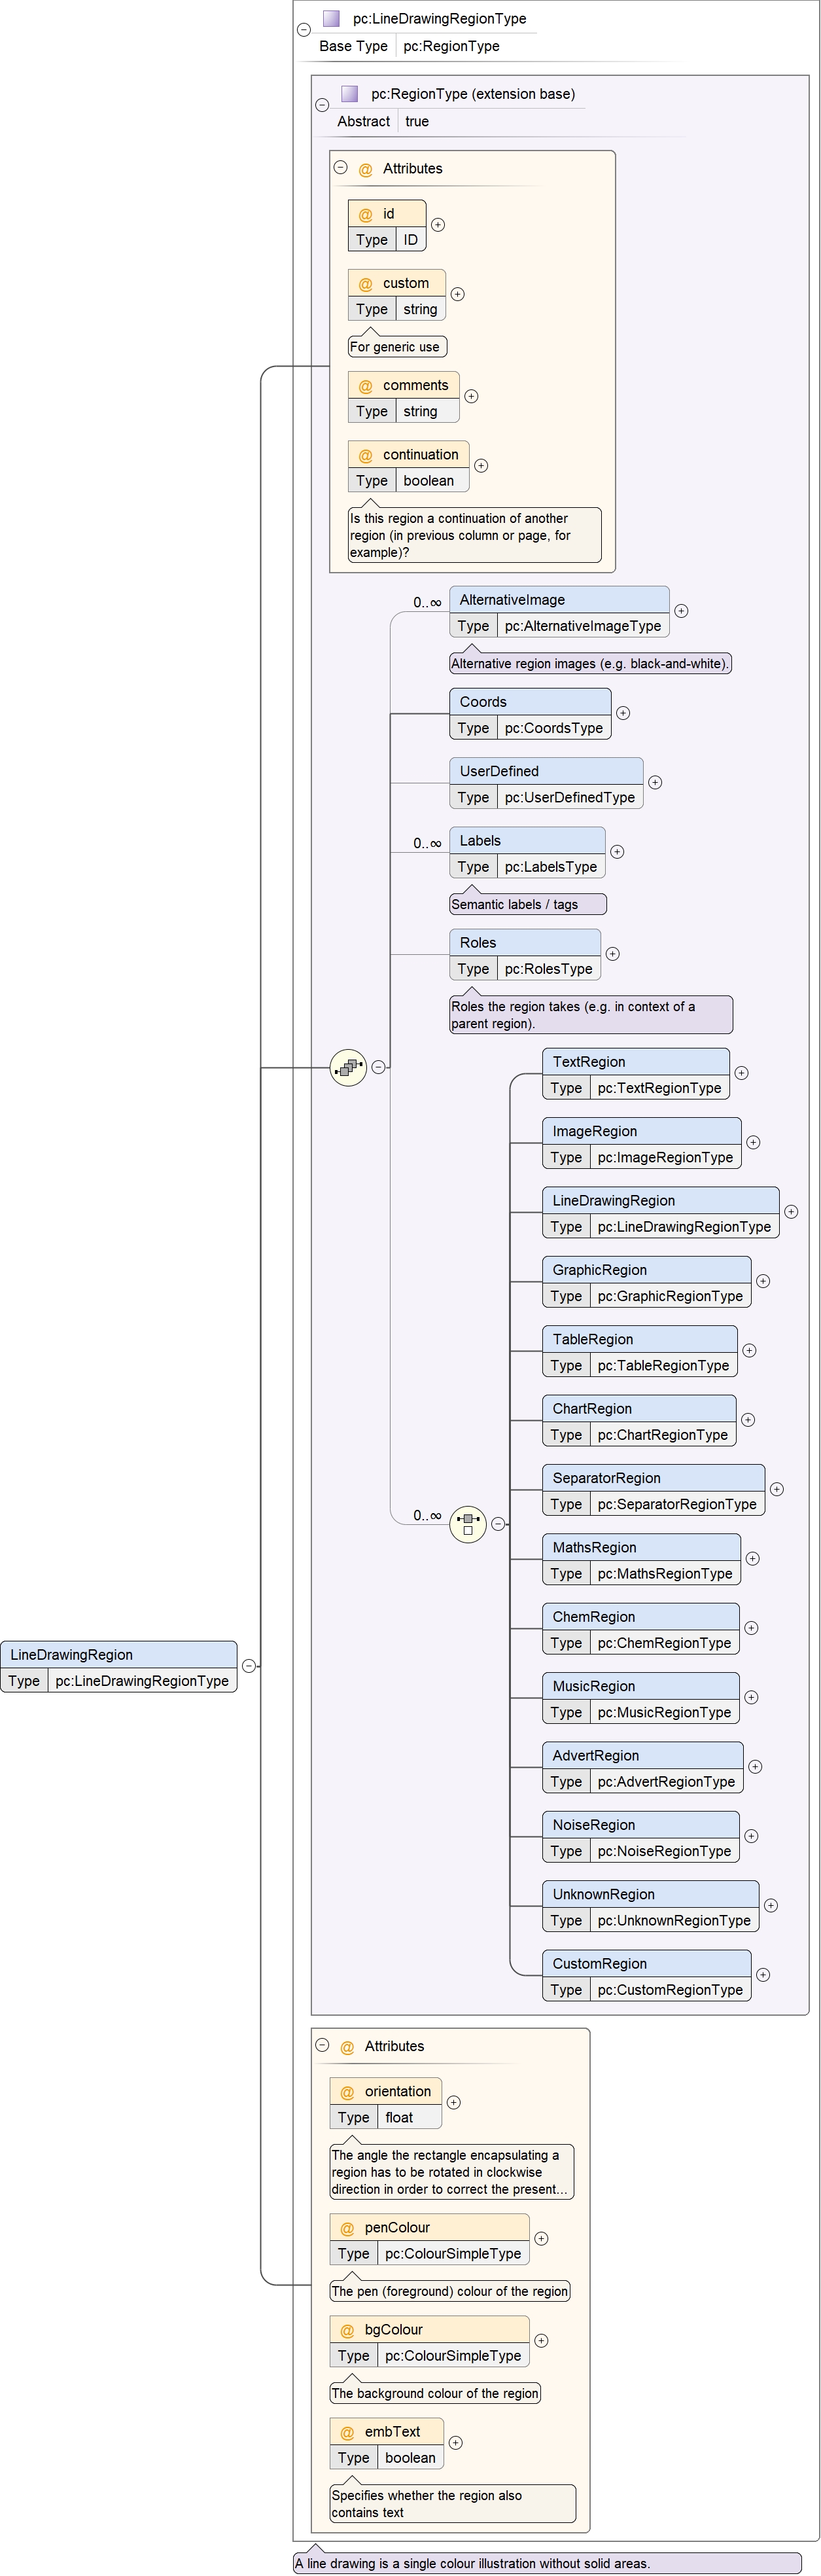 pc:LineDrawingRegionType
Base Type pc:RegionType
pc:RegionType (extension base)
Abstract true
@ Attributes
@ id
Type ID
@ custom
Type string
For generic use
@ comments
Type string
@ continuation
Type boolean
Is this region a continuation of another
region (in previous column or page, for
example)?
0..∞
AlternativeImage
Type pc:AlternativeImageType
Alternative region images (e.g. black-and-white).
Coords
Type pc:CoordsType
UserDefined
Type pc:UserDefinedType
0..∞
Labels
Type pc:LabelsType
Semantic labels / tags
Roles
Type pc:RolesType
Roles the region takes (e.g. in context of a
parent region).
TextRegion
Type pc:TextRegionType
ImageRegion
Type pc:ImageRegionType
LineDrawingRegion
Type pc:LineDrawingRegionType
GraphicRegion
Type pc:GraphicRegionType
TableRegion
Type pc:TableRegionType
ChartRegion
Type pc:ChartRegionType
SeparatorRegion
Type pc:SeparatorRegionType
0..∞
MathsRegion
Type pc:MathsRegionType
ChemRegion
Type pc:ChemRegionType
LineDrawingRegion
Type pc:LineDrawingRegionType
MusicRegion
Type pc:MusicRegionType
AdvertRegion
Type pc:AdvertRegionType
NoiseRegion
Type pc:NoiseRegionType
UnknownRegion
Type pc:UnknownRegionType
CustomRegion
Type pc:CustomRegionType
@ Attributes
@ orientation
Type float
The angle the rectangle encapsulating a
region has to be rotated in clockwise
direction in order to correct the present...
@ penColour
Type pc:ColourSimpleType
The pen (foreground) colour of the region
@ bgColour
Type pc:ColourSimpleType
The background colour of the region
@ embText
Type boolean
Specifies whether the region also
contains text
A line drawing is a single colour illustration without solid areas.